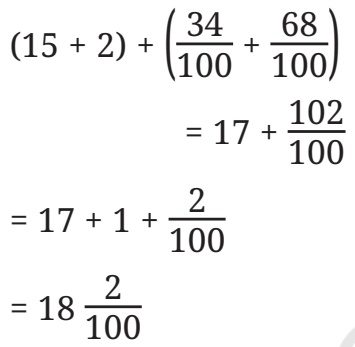 (15 + 2) + (34/100 + 68/100)
= 17 + 102/100
= 17 + 1 + 2/100
= 18 2/100